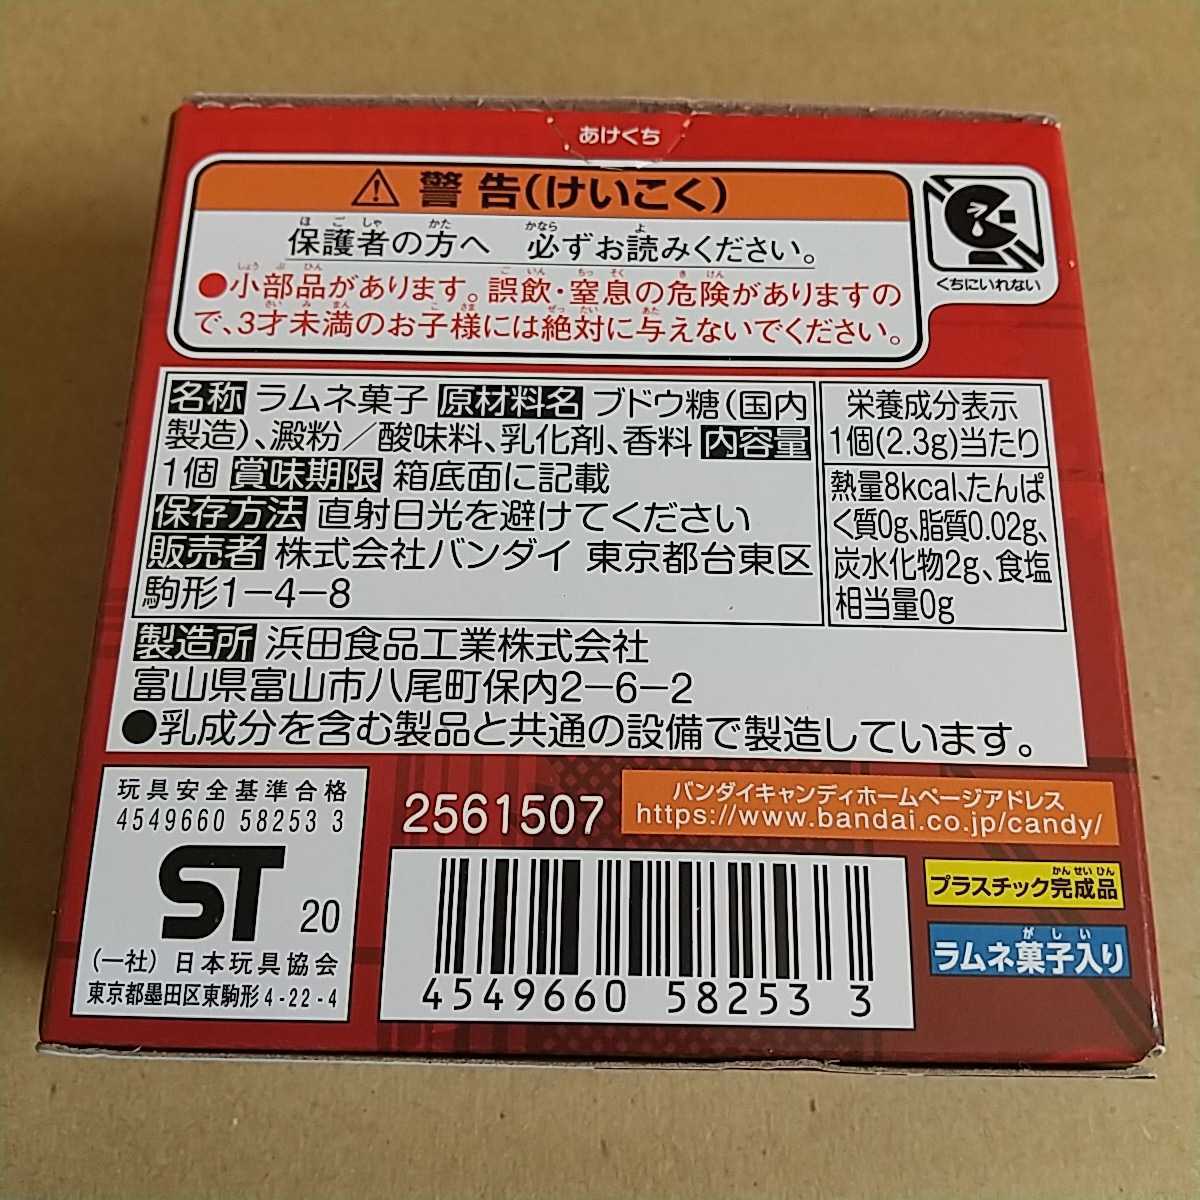 あけくち
⚠ 警告(けいこく)
保護者の方へ 必ずお読みください。
●小部品があります。誤飲・窒息の危険がありますの
で、3才未満のお子様には絶対に与えないでください。
くちにいれない
名称 ラムネ菓子 原材料名 ブドウ糖(国内
製造)、澱粉/酸味料、乳化剤、香料 内容量
1個 賞味期限 箱底面に記載
保存方法 直射日光を避けてください
販売者 株式会社バンダイ 東京都台東区
駒形1-4-8
栄養成分表示
1個(2.3g)当たり
熱量8kcal、たんぱ
く質0g、脂質0.02g、
炭水化物2g、食塩
相当量0g
製造所 浜田食品工業株式会社
富山県富山市八尾町保内2-6-2
●乳成分を含む製品と共通の設備で製造しています。
玩具安全基準合格
4549660 58253 3
ST 20
(一社)日本玩具協会
東京都墨田区東駒形4-22-4
2561507
バンダイキャンディホームページアドレス
https://www.bandai.co.jp/candy/
4549660 58253 3
プラスチック完成品
ラムネ菓子入り